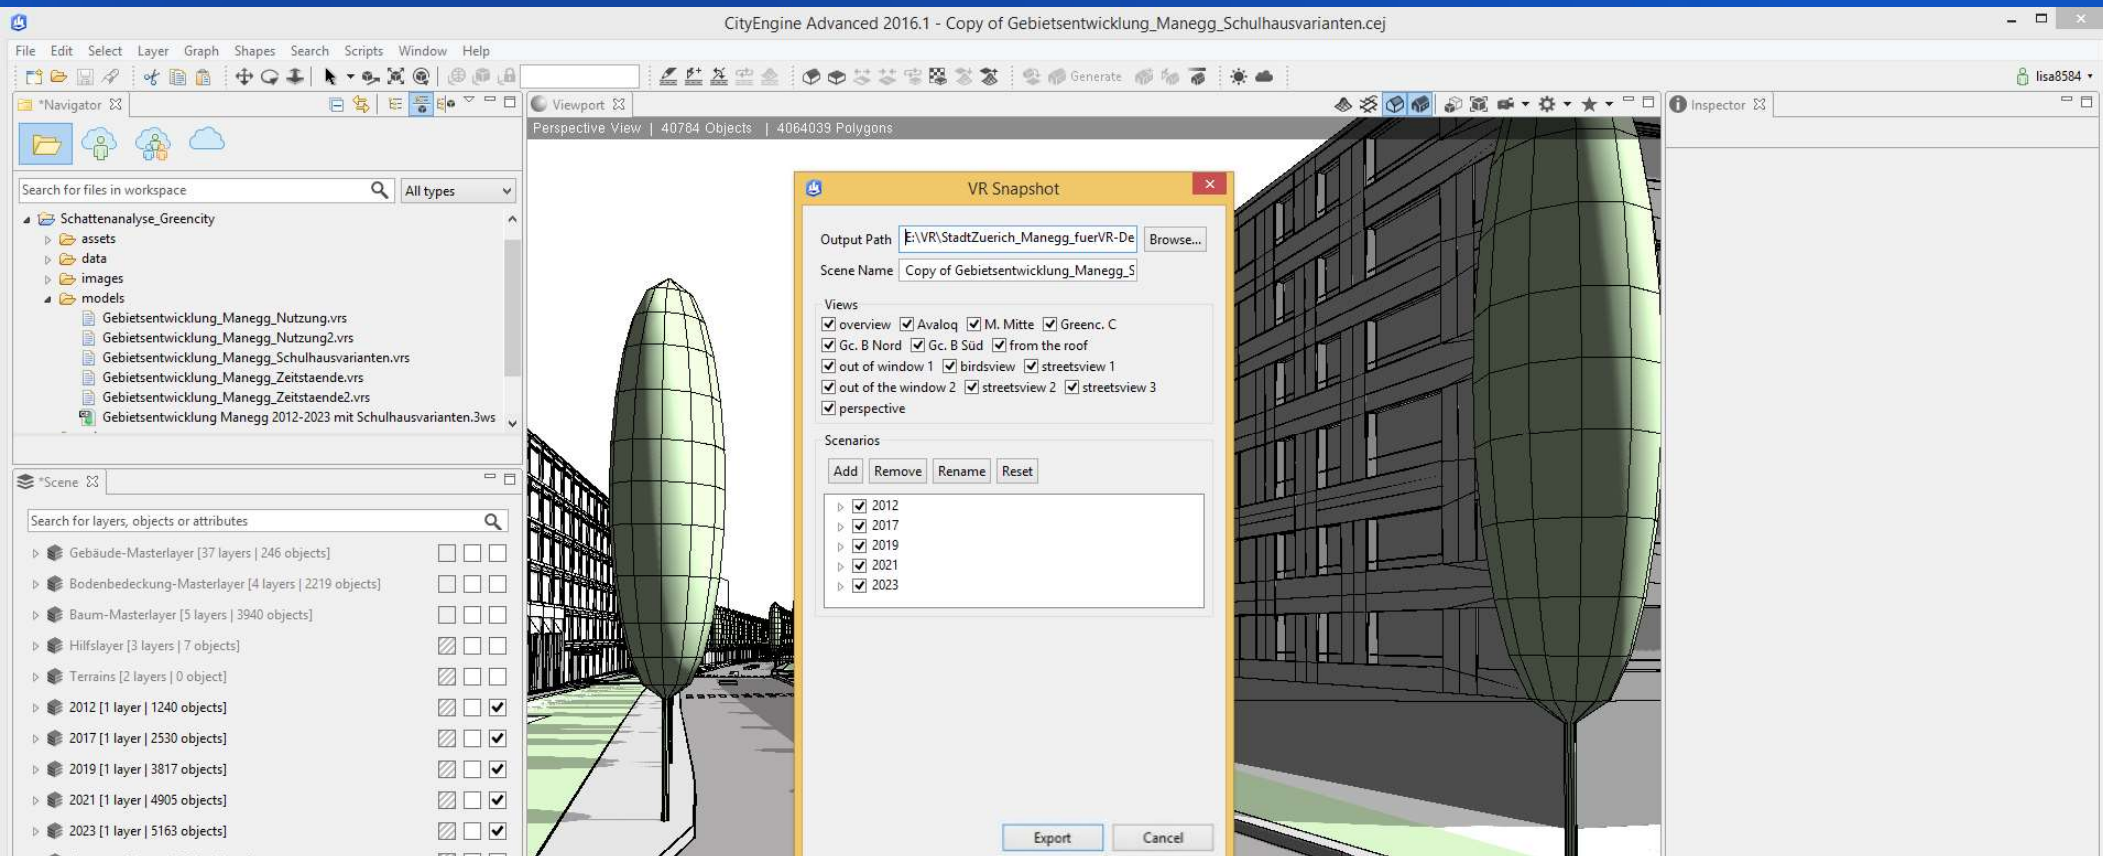 CityEngine Advanced 2016.1 - Copy of Gebietsentwicklung_Manegg_Schulhausvarianten.cej
File Edit Select Layer Graph Shapes Search Scripts Window Help
Generate
lisa8584
*Navigator
Viewport
Inspector
Perspective View | 40784 Objects | 4064039 Polygons
Search for files in workspace
All types
Schattenanalyse_Greencity
assets
data
images
models
Gebietsentwicklung_Manegg_Nutzung.vrs
Gebietsentwicklung_Manegg_Nutzung2.vrs
Gebietsentwicklung_Manegg_Schulhausvarianten.vrs
Gebietsentwicklung_Manegg_Zeitstaende.vrs
Gebietsentwicklung_Manegg_Zeitstaende2.vrs
Gebietsentwicklung Manegg 2012-2023 mit Schulhausvarianten.3ws
*Scene
Search for layers, objects or attributes
Gebäude-Masterlayer [37 layers | 246 objects]
Bodenbedeckung-Masterlayer [4 layers | 2219 objects]
Baum-Masterlayer [5 layers | 3940 objects]
Hilfslayer [3 layers | 7 objects]
Terrains [2 layers | 0 object]
2012 [1 layer | 1240 objects]
2017 [1 layer | 2530 objects]
2019 [1 layer | 3817 objects]
2021 [1 layer | 4905 objects]
2023 [1 layer | 5163 objects]
VR Snapshot
Output Path E:\VR\StadtZuerich_Manegg_fuerVR-De Browse...
Scene Name Copy of Gebietsentwicklung_Manegg_S
Views
overview Avaloq M. Mitte Greenc. C
Gc. B Nord Gc. B Süd from the roof
out of window 1 birdsview streetsview 1
out of the window 2 streetsview 2 streetsview 3
perspective
Scenarios
Add Remove Rename Reset
2012
2017
2019
2021
2023
Export Cancel